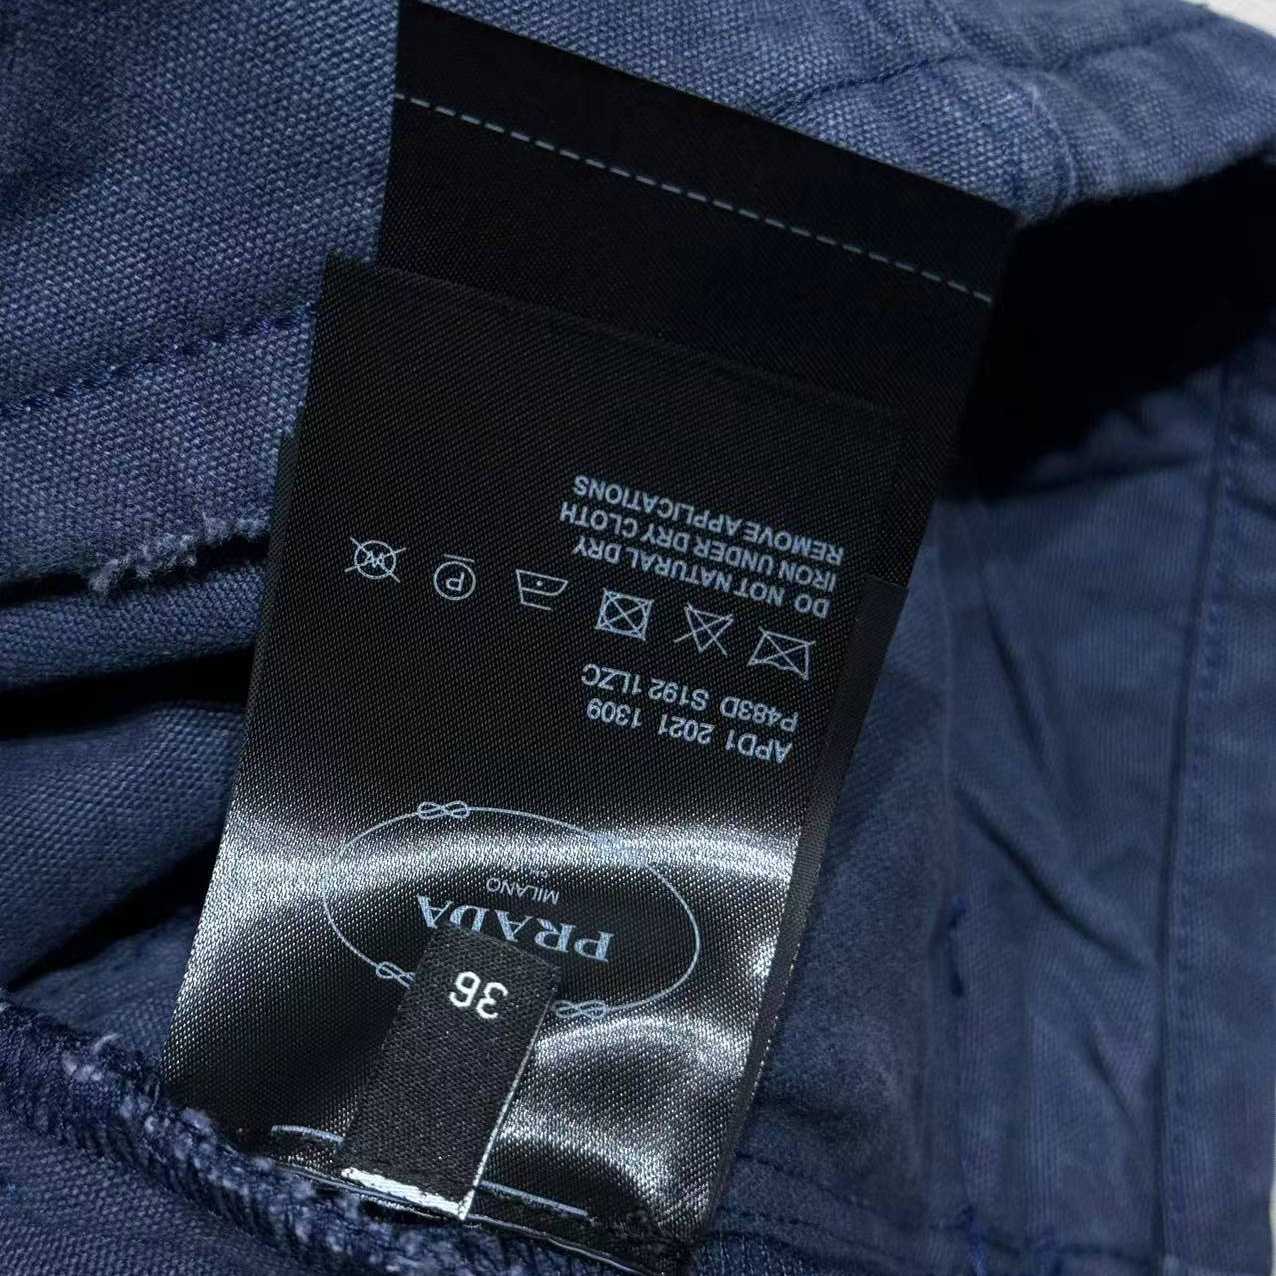 36
PRADA
MILANO
APD1 2021 1309
P483D S192 1LZC
W
P
DO NOT NATURAL DRY
IRON UNDER DRY CLOTH
REMOVE APPLICATIONS